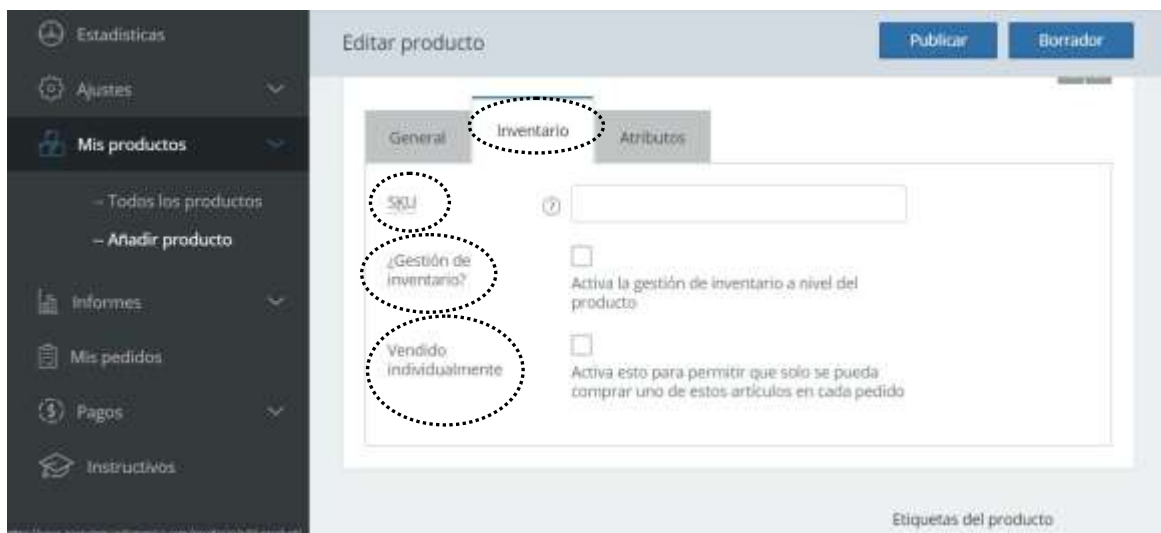 Estadísticas
Ajustes
Mis productos
– Todos los productos
– Añadir producto
Informes
Mis pedidos
Pagos
Instructivos
Editar producto
Publicar
Borrador
General
Inventario
Atributos
SKU
¿Gestión de
inventario?
Activa la gestión de inventario a nivel del
producto
Vendido
individualmente
Activa esto para permitir que solo se pueda
comprar uno de estos artículos en cada pedido
Etiquetas del producto